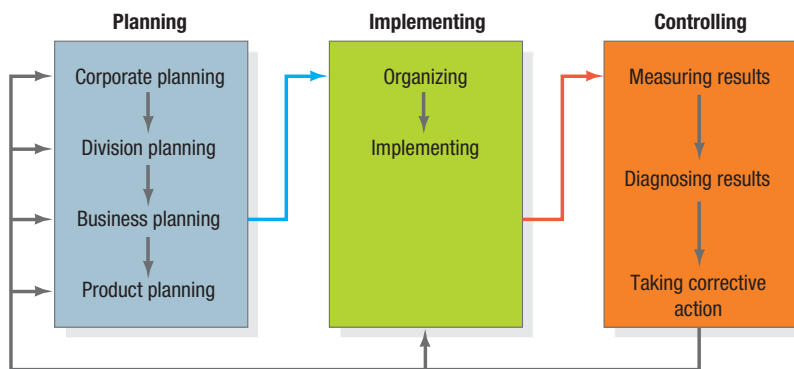 Planning
Corporate planning
Division planning
Business planning
Product planning
Implementing
Organizing
Implementing
Controlling
Measuring results
Diagnosing results
Taking corrective
action